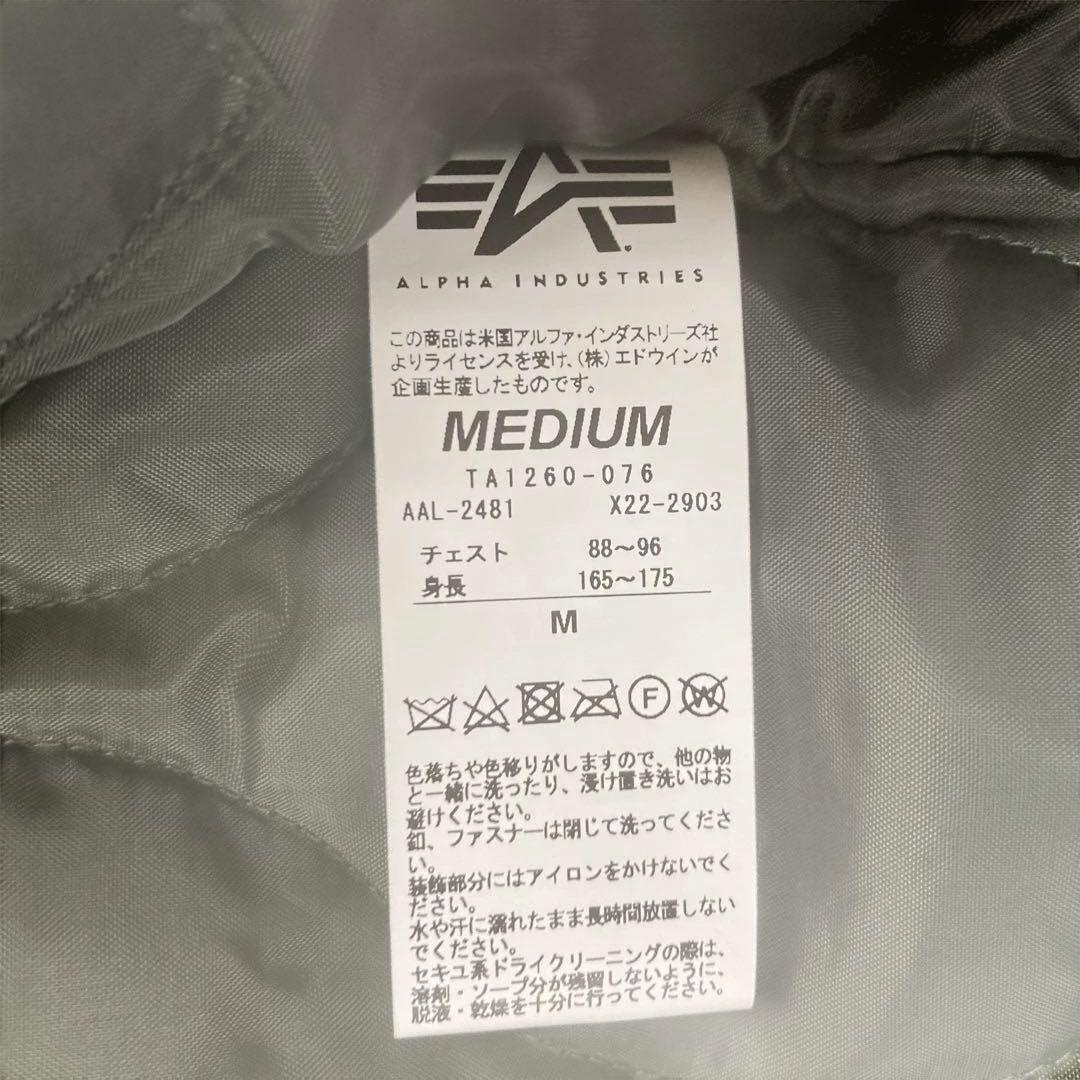 ALPHA INDUSTRIES
この商品は米国アルファ・インダストリーズ社
よりライセンスを受け、(株)エドウインが
企画生産したものです。
MEDIUM
TA1260-076
AAL-2481 X22-2903
チェスト 88～96
身長 165～175
M
F W
色落ちや色移りがしますので、他の物
と一緒に洗ったり、浸け置き洗いはお
避けください。
釦、ファスナーは閉じて洗ってくださ
い。
装飾部分にはアイロンをかけないでく
ださい。
水や汗に濡れたまま長時間放置しない
でください。
セキユ系ドライクリーニングの際は、
溶剤・ソープ分が残留しないように、
脱液・乾燥を十分に行ってください。